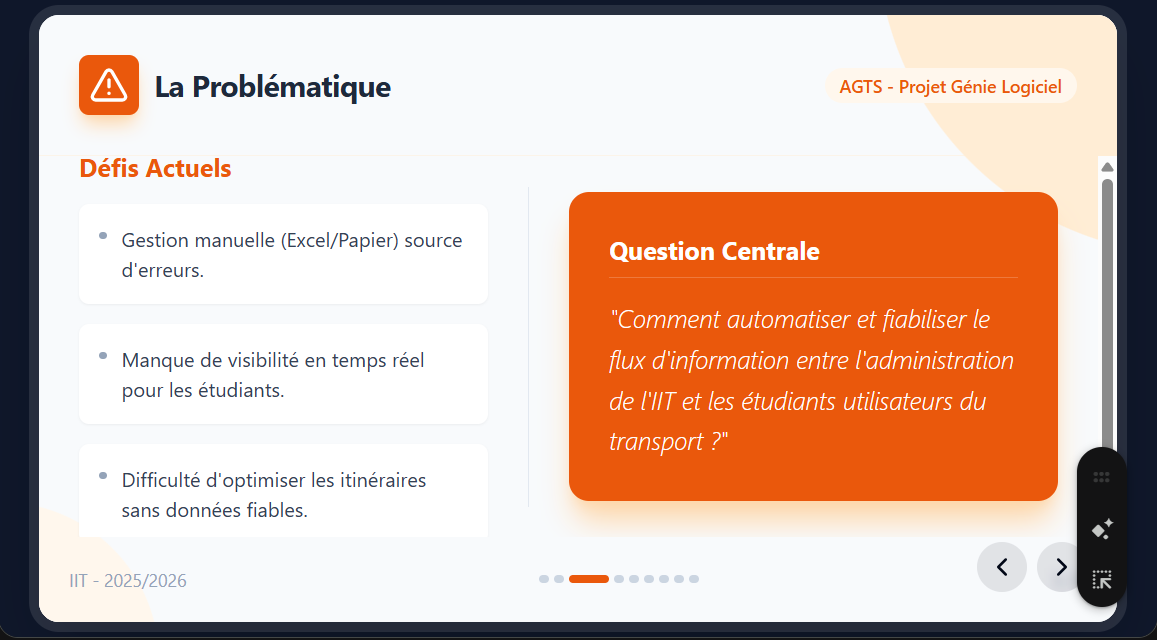 La Problématique
AGTS - Projet Génie Logiciel
Défis Actuels
Gestion manuelle (Excel/Papier) source
d'erreurs.
Manque de visibilité en temps réel
pour les étudiants.
Difficulté d'optimiser les itinéraires
sans données fiables.
Question Centrale
"Comment automatiser et fiabiliser le
flux d'information entre l'administration
de l'IIT et les étudiants utilisateurs du
transport ?"
IIT - 2025/2026